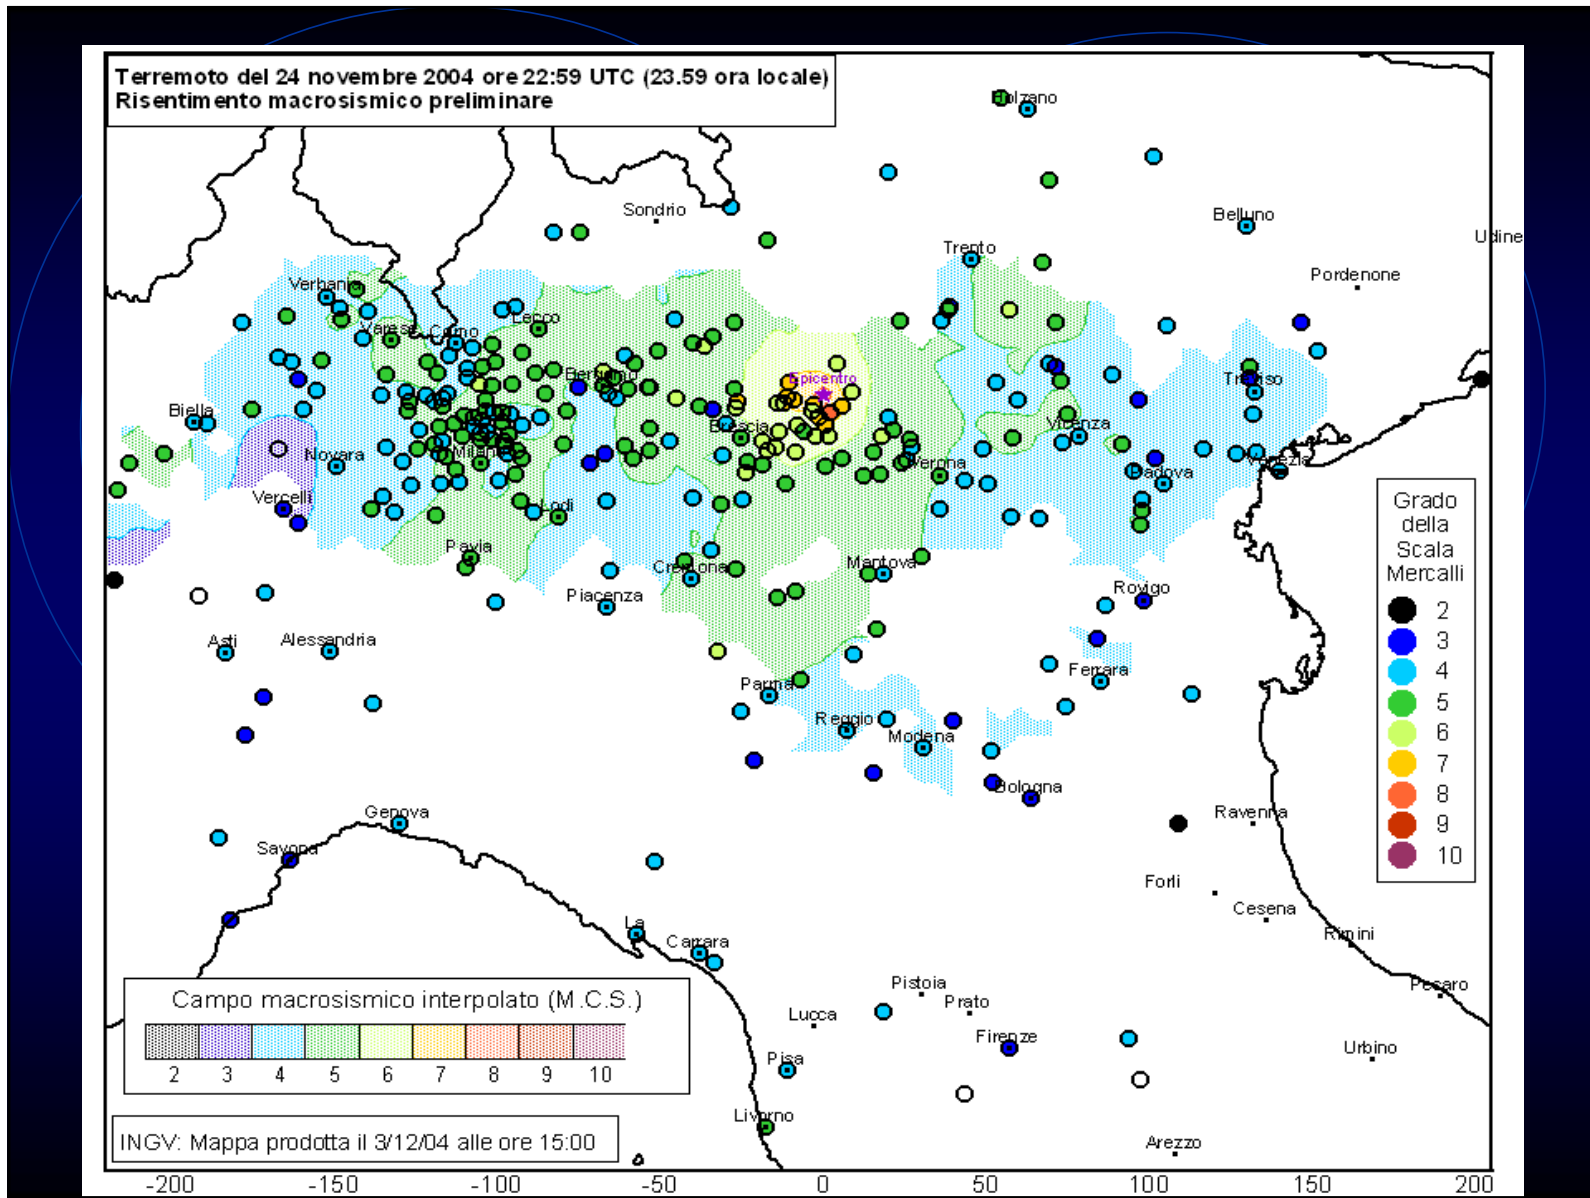 Terremoto del 24 novembre 2004 ore 22:59 UTC (23.59 ora locale)
Risentimento macrosismico preliminare
Bolzano
Sondrio
Belluno
Udine
Trento
Pordenone
Verbania
Varese
Como
Lecco
Bergamo
Epicentro
Treviso
Biella
Brescia
Vicenza
Novara
Milano
Verona
Padova
Venezia
Vercelli
Lodi
Pavia
Cremona
Mantova
Piacenza
Rovigo
Asti
Alessandria
Ferrara
Parma
Reggio
Modena
Bologna
Genova
Savona
Ravenna
Forli
Cesena
Rimini
La
Carrara
Pistoia
Prato
Pesaro
Lucca
Firenze
Urbino
Pisa
Livorno
Arezzo
Grado
della
Scala
Mercalli
2
3
4
5
6
7
8
9
10
Campo macrosismico interpolato (M.C.S.)
2 3 4 5 6 7 8 9 10
INGV: Mappa prodotta il 3/12/04 alle ore 15:00
-200 -150 -100 -50 0 50 100 150 200